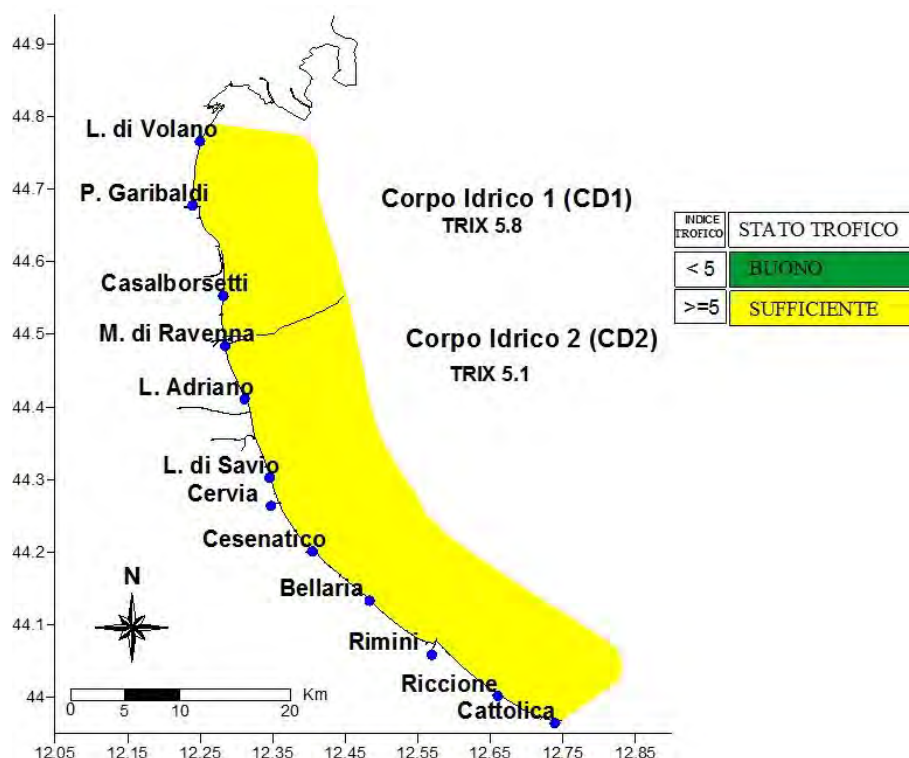 44.9
44.8
44.7
44.6
44.5
44.4
44.3
44.2
44.1
44
L. di Volano
P. Garibaldi
Casalborsetti
M. di Ravenna
L. Adriano
L. di Savio
Cervia
Cesenatico
Bellaria
Rimini
Riccione
Cattolica
Corpo Idrico 1 (CD1)
TRIX 5.8
Corpo Idrico 2 (CD2)
TRIX 5.1
INDICE TROFICO STATO TROFICO
< 5 BUONO
>=5 SUFFICIENTE
N
Km
0 5 10 20
12.05 12.15 12.25 12.35 12.45 12.55 12.65 12.75 12.85